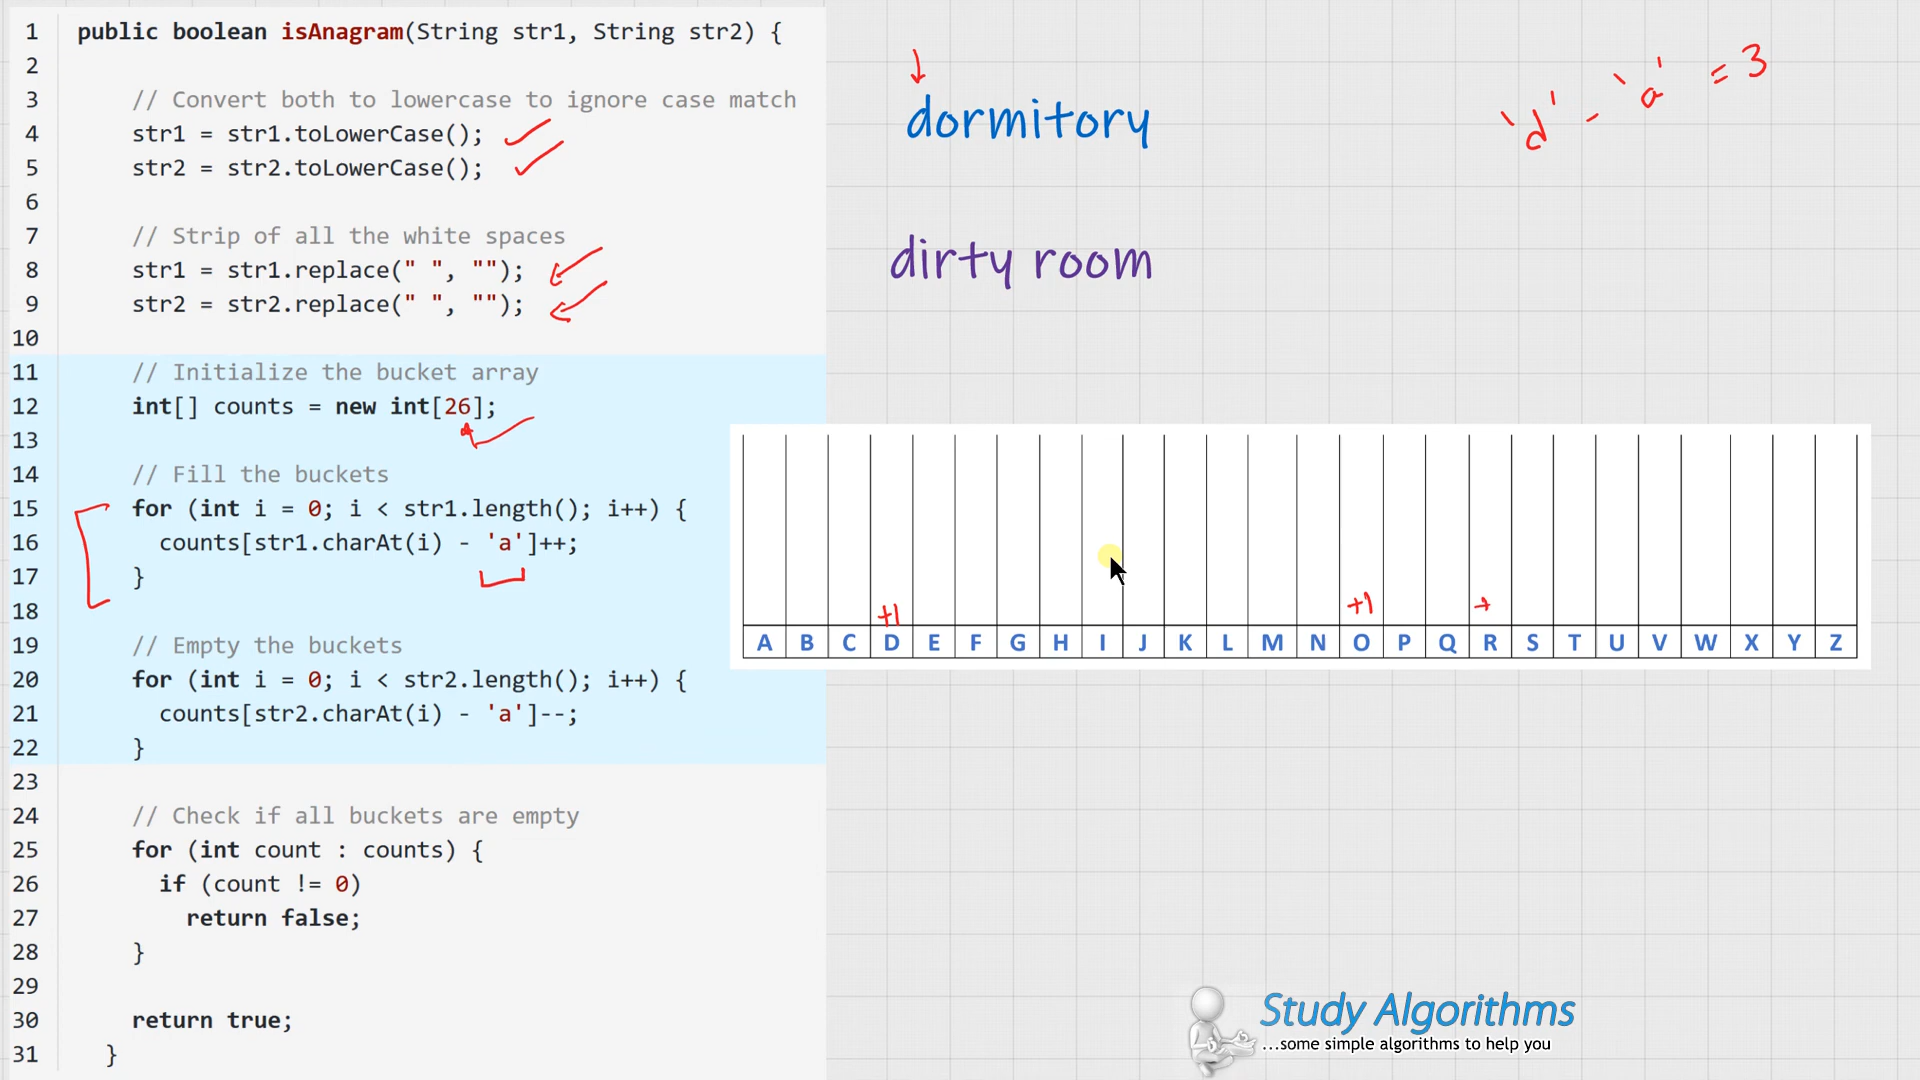 1 public boolean isAnagram(String str1, String str2) {
2
3 // Convert both to lowercase to ignore case match
4 str1 = str1.toLowerCase();
5 str2 = str2.toLowerCase();
6
7 // Strip of all the white spaces
8 str1 = str1.replace(" ", "");
9 str2 = str2.replace(" ", "");
10
11 // Initialize the bucket array
12 int[] counts = new int[26];
13
14 // Fill the buckets
15 for (int i = 0; i < str1.length(); i++) {
16 counts[str1.charAt(i) - 'a']++;
17 }
18
19 // Empty the buckets
20 for (int i = 0; i < str2.length(); i++) {
21 counts[str2.charAt(i) - 'a']--;
22 }
23
24 // Check if all buckets are empty
25 for (int count : counts) {
26 if (count != 0)
27 return false;
28 }
29
30 return true;
31 }
dormitory
'd' - 'a' = 3
dirty room
+1 +1 +
A B C D E F G H I J K L M N O P Q R S T U V W X Y Z
Study Algorithms
...some simple algorithms to help you